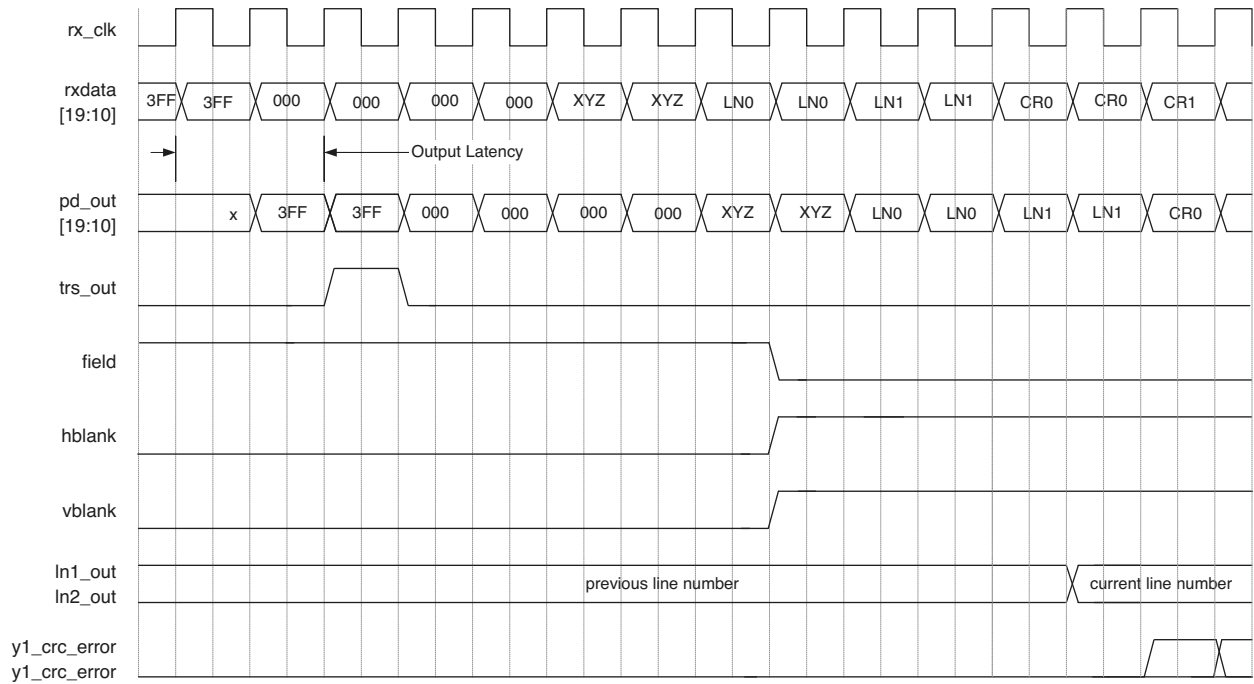 rx_clk
rxdata
[19:10]
3FF 3FF 000 000 000 000 XYZ XYZ LN0 LN0 LN1 LN1 CR0 CR0 CR1
Output Latency
pd_out
[19:10]
x 3FF 3FF 000 000 000 000 XYZ XYZ LN0 LN0 LN1 LN1 CR0
trs_out
field
hblank
vblank
ln1_out
ln2_out
previous line number
current line number
y1_crc_error
y1_crc_error